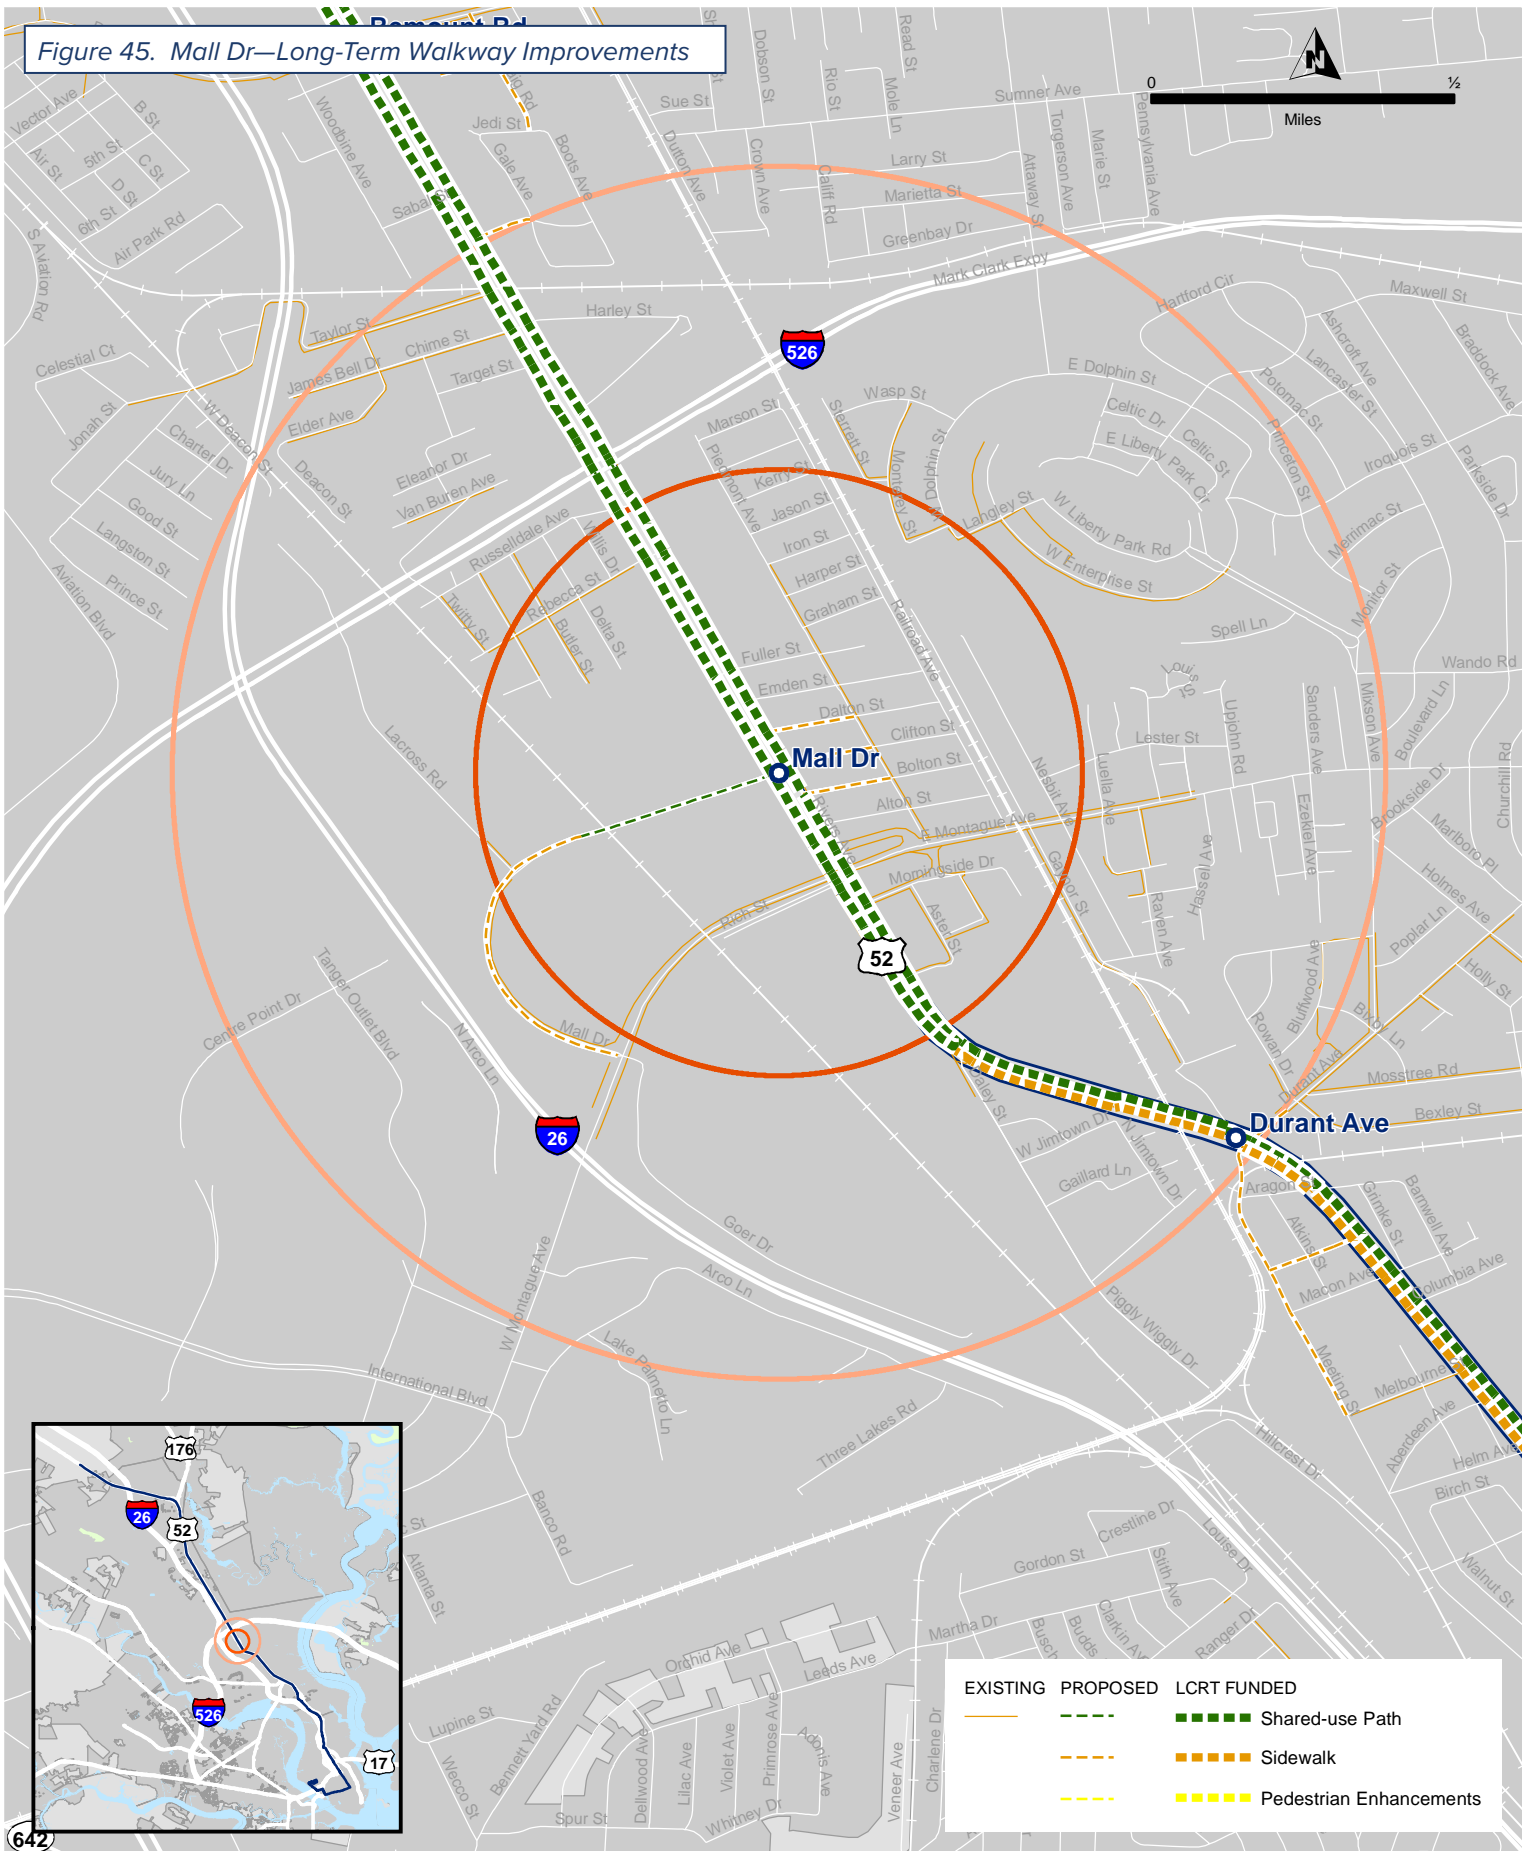 Remount Rd
Figure 45. Mall Dr—Long-Term Walkway Improvements
N
0
½
Miles
Vector Ave
B St
Air St
5th St
C St
D St
6th St
Air Park Rd
S Aviation Rd
Woodbine Ave
Jedi St
Gale Ave
Boots Ave
Sabal St
Dobson St
Rio St
Read St
Mole Ln
Sue St
Dutton Ave
Crown Ave
Califf Rd
Sumner Ave
Larry St
Marietta St
Greenbay Dr
Attaway St
Torgerson Ave
Marie St
Pennsylvania Ave
Mark Clark Expy
Harley St
526
Taylor St
Chime St
James Bell Dr
Target St
Elder Ave
Celestial Ct
Jonah St
W Deacon St
Charter Dr
Jury Ln
Good St
Langston St
Prince St
Aviation Blvd
Deacon St
Eleanor Dr
Van Buren Ave
Russelldale Ave
Willis Dr
Rebecca St
Twitty St
Butler St
Delta St
Hartford Cir
Maxwell St
Ashcroft Ave
Lancaster St
Braddock Ave
E Dolphin St
Potomac St
Celtic Dr
Celtic St
E Liberty Park Cir
Princeton St
Iroquois St
Parkside Dr
Merrimac St
Monitor St
Wasp St
Sterrett St
Monterey St
Langley St
W Liberty Park Rd
W Enterprise St
Spell Ln
Marson St
Piedmont Ave
Kerry St
Jason St
Iron St
Harper St
Graham St
Railroad Ave
Fuller St
Emden St
Dalton St
Clifton St
Bolton St
Alton St
Mall Dr
Rivers Ave
E Montague Ave
Morningside Dr
Aster St
Rich St
52
Louis St
Wando Rd
Lester St
Upjohn Rd
Sanders Ave
Mixson Ave
Boulevard Ln
Nesbit Ave
Luella Ave
Gaynor St
Raven Ave
Hassel Ave
Ezekiel Ave
Brookside Dr
Churchill Rd
Marlboro Pl
Holmes Ave
Poplar Ln
Holly St
Bluffwood Ave
Bixby Ln
Rowan Dr
Durant Ave
Mosstree Rd
Bexley St
Lacross Rd
Tanger Outlet Blvd
Centre Point Dr
N Arco Ln
Mall Dr
26
Daley St
W Jimtown Dr
N Jimtown Dr
Gaillard Ln
Durant Ave
Grimke St
Barnwell Ave
Atkins St
Macon Ave
Columbia Ave
Goer Dr
Arco Ln
W Montague Ave
International Blvd
Lake Palmetto Ln
Piggly Wiggly Dr
Three Lakes Rd
Melbourne
Aberdeen Ave
Helm Ave
Birch St
Hillcrest Dr
Louise Dr
Walnut St
Banco Rd
Atlanta St
Crestline Dr
Gordon St
Stith Ave
Martha Dr
Busch
Budds
Clarkin Ave
Ranger Dr
Orchid Ave
Leeds Ave
Lupine St
Bennett Yard Rd
Wecco St
Dellwood Ave
Lilac Ave
Violet Ave
Primrose Ave
Adonis Ave
Veneer Ave
Charlene Dr
Spur St
Whitney Dr
176
26
52
526
17
642
EXISTING PROPOSED LCRT FUNDED
Shared-use Path
Sidewalk
Pedestrian Enhancements